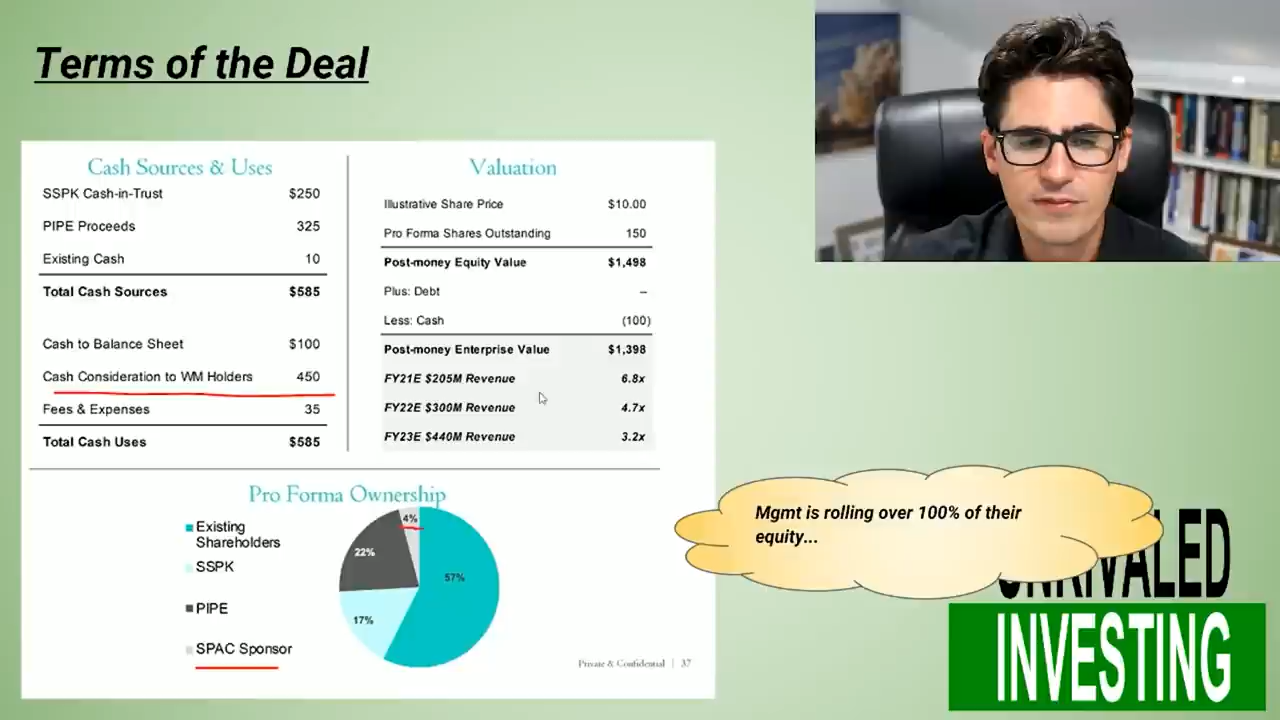 Terms of the Deal
Cash Sources & Uses
SSPK Cash-in-Trust $250
PIPE Proceeds 325
Existing Cash 10
Total Cash Sources $585
Cash to Balance Sheet $100
Cash Consideration to WM Holders 450
Fees & Expenses 35
Total Cash Uses $585
Valuation
Illustrative Share Price $10.00
Pro Forma Shares Outstanding 150
Post-money Equity Value $1,498
Plus: Debt –
Less: Cash (100)
Post-money Enterprise Value $1,398
FY21E $205M Revenue 6.8x
FY22E $300M Revenue 4.7x
FY23E $440M Revenue 3.2x
Pro Forma Ownership
Existing
Shareholders
SSPK
PIPE
SPAC Sponsor
4%
22%
57%
17%
Private & Confidential | 37
Mgmt is rolling over 100% of their
equity...
UNRIVALED
INVESTING